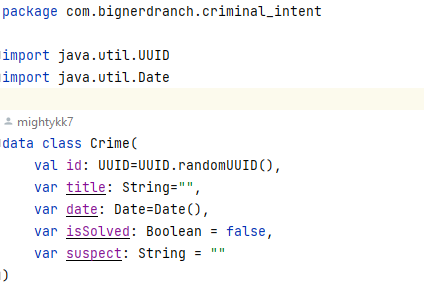 package com.bignerdranch.criminal_intent
import java.util.UUID
import java.util.Date
mightykk7
data class Crime(
    val id: UUID=UUID.randomUUID(),
    var title: String="",
    var date: Date=Date(),
    var isSolved: Boolean = false,
    var suspect: String = ""
)